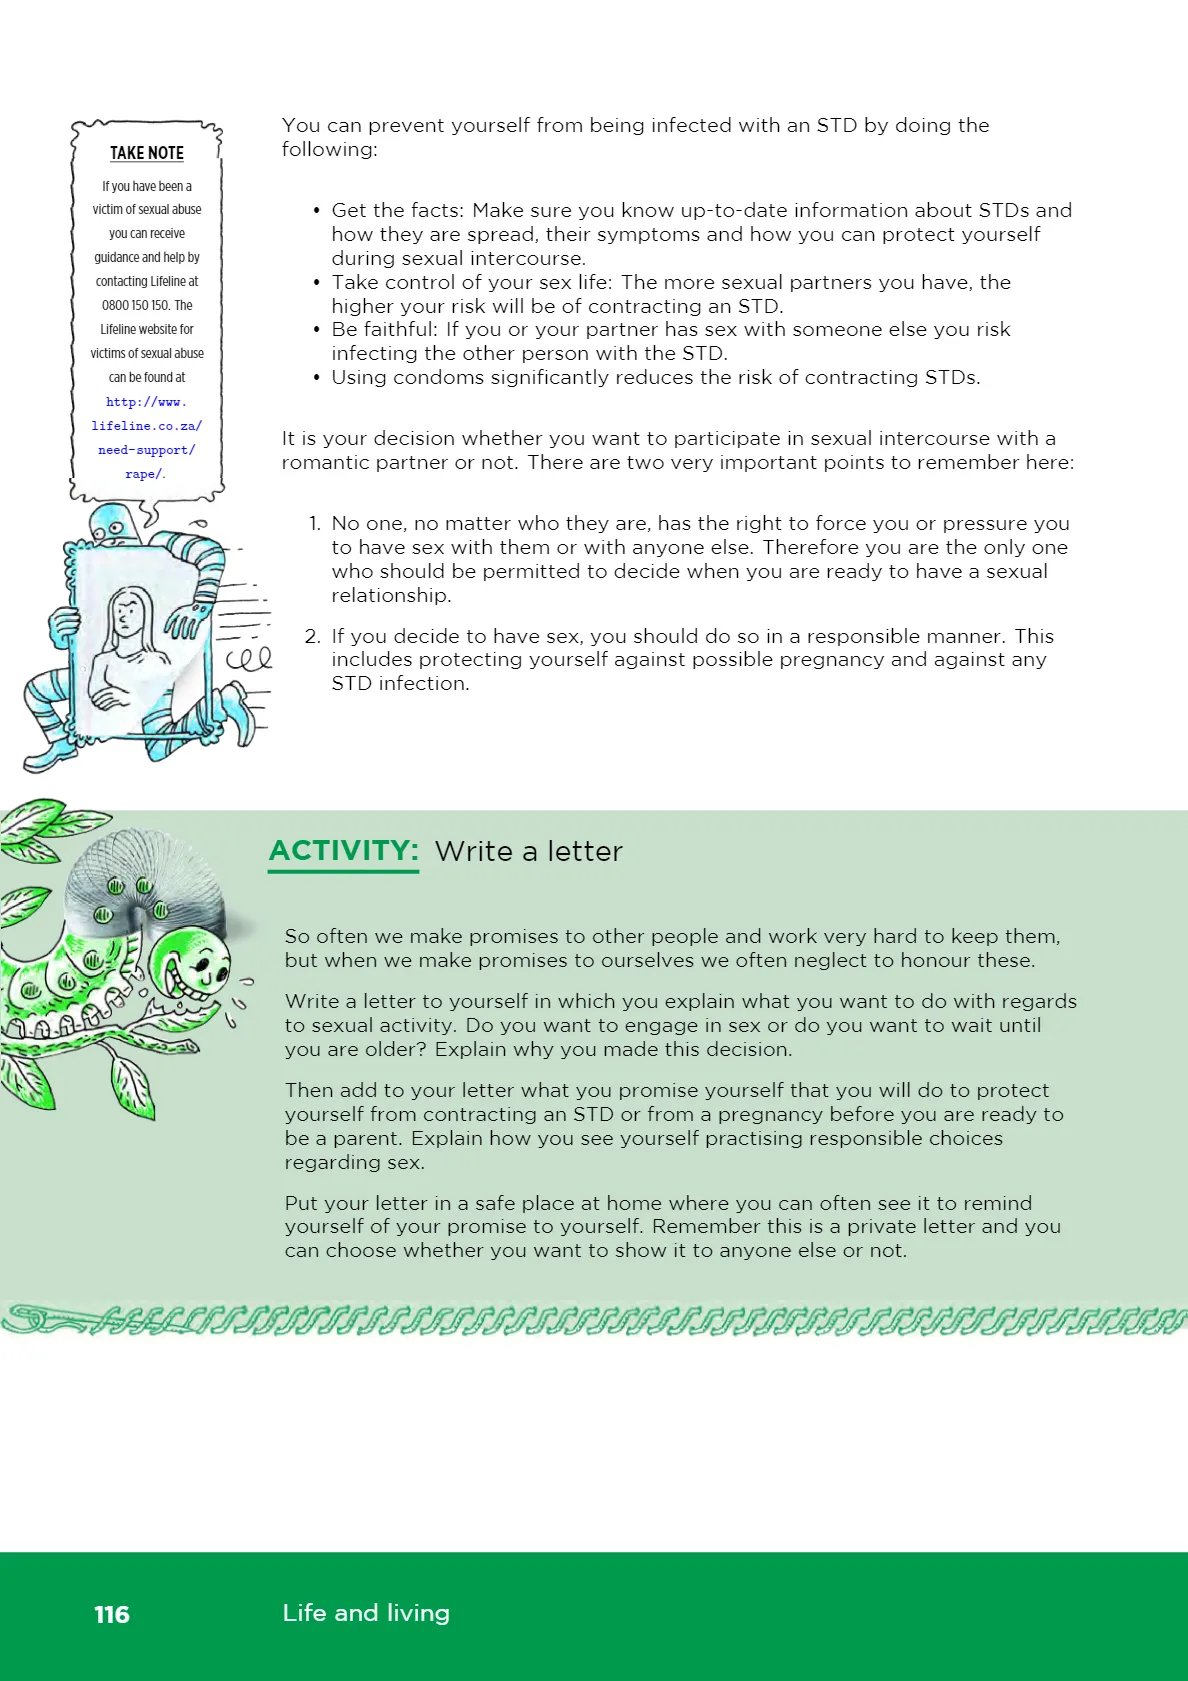 TAKE NOTE
If you have been a
victim of sexual abuse
you can receive
guidance and help by
contacting Lifeline at
0800 150 150. The
Lifeline website for
victims of sexual abuse
can be found at
http://www.
lifeline.co.za/
need-support/
rape/.
You can prevent yourself from being infected with an STD by doing the
following:
• Get the facts: Make sure you know up-to-date information about STDs and
how they are spread, their symptoms and how you can protect yourself
during sexual intercourse.
• Take control of your sex life: The more sexual partners you have, the
higher your risk will be of contracting an STD.
• Be faithful: If you or your partner has sex with someone else you risk
infecting the other person with the STD.
• Using condoms significantly reduces the risk of contracting STDs.
It is your decision whether you want to participate in sexual intercourse with a
romantic partner or not. There are two very important points to remember here:
1. No one, no matter who they are, has the right to force you or pressure you
to have sex with them or with anyone else. Therefore you are the only one
who should be permitted to decide when you are ready to have a sexual
relationship.
2. If you decide to have sex, you should do so in a responsible manner. This
includes protecting yourself against possible pregnancy and against any
STD infection.
ACTIVITY: Write a letter
So often we make promises to other people and work very hard to keep them,
but when we make promises to ourselves we often neglect to honour these.
Write a letter to yourself in which you explain what you want to do with regards
to sexual activity. Do you want to engage in sex or do you want to wait until
you are older? Explain why you made this decision.
Then add to your letter what you promise yourself that you will do to protect
yourself from contracting an STD or from a pregnancy before you are ready to
be a parent. Explain how you see yourself practising responsible choices
regarding sex.
Put your letter in a safe place at home where you can often see it to remind
yourself of your promise to yourself. Remember this is a private letter and you
can choose whether you want to show it to anyone else or not.
116 Life and living